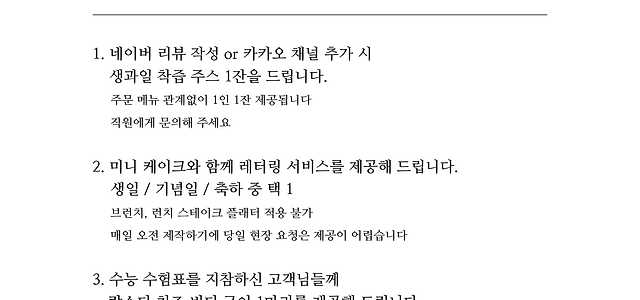 1. 네이버 리뷰 작성 or 카카오 채널 추가 시
생과일 착즙 주스 1잔을 드립니다.
주문 메뉴 관계없이 1인 1잔 제공됩니다
직원에게 문의해 주세요
2. 미니 케이크와 함께 레터링 서비스를 제공해 드립니다.
생일 / 기념일 / 축하 중 택 1
브런치, 런치 스테이크 플래터 적용 불가
매일 오전 제작하기에 당일 현장 요청은 제공이 어렵습니다
3. 수능 수험표를 지참하신 고객님들께